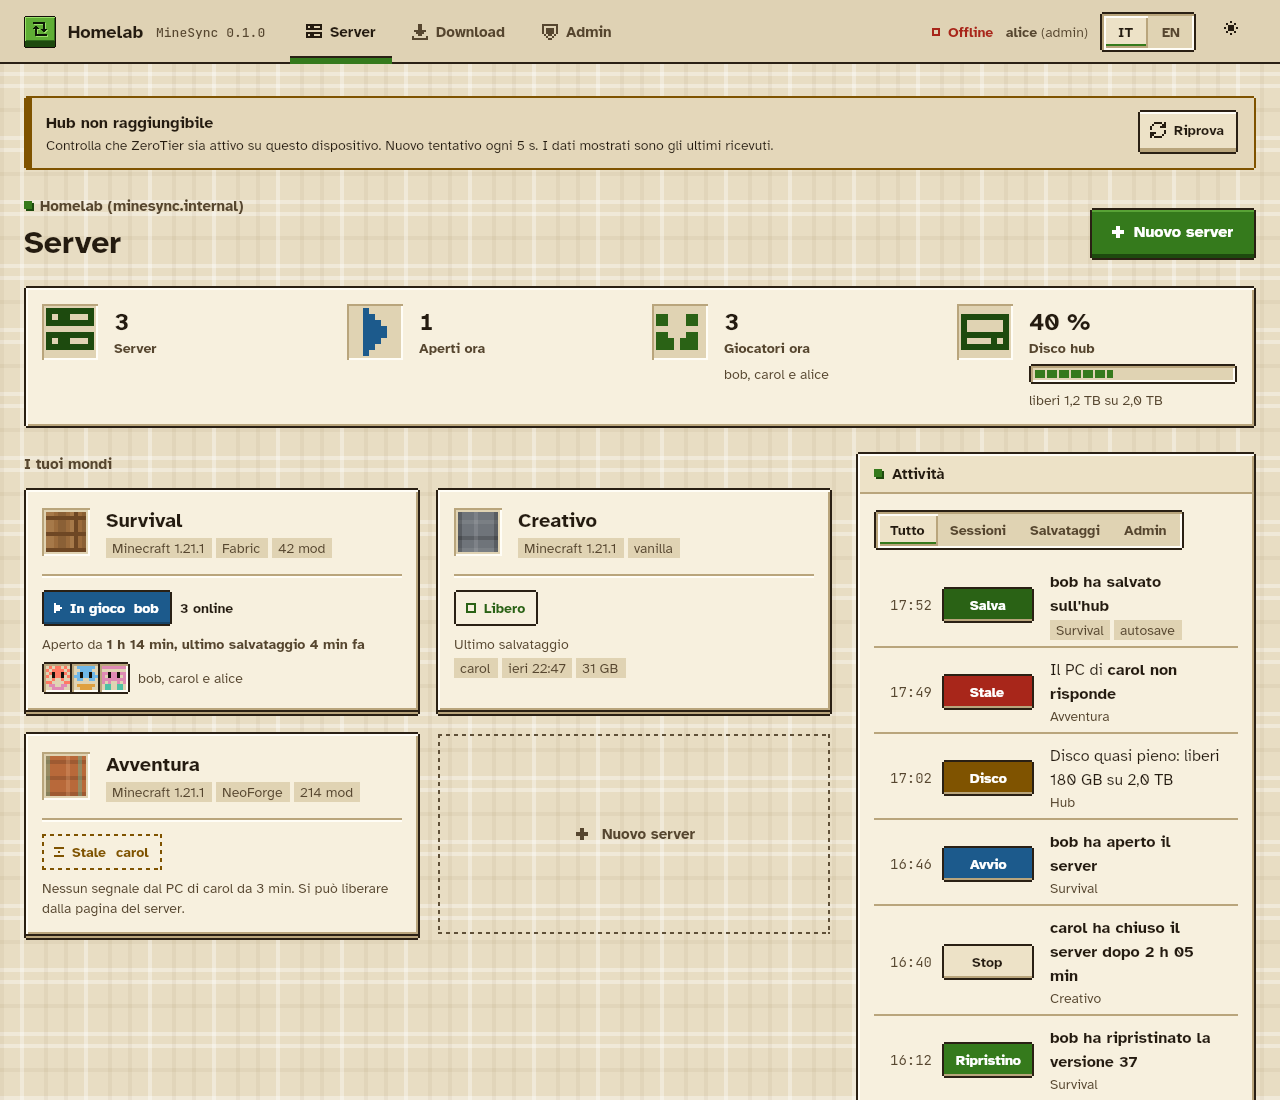 Homelab MineSync 0.1.0 Server Download Admin Offline alice (admin) IT EN
Hub non raggiungibile
Controlla che ZeroTier sia attivo su questo dispositivo. Nuovo tentativo ogni 5 s. I dati mostrati sono gli ultimi ricevuti.
Riprova
Homelab (minesync.internal)
Server
Nuovo server
3
Server
1
Aperti ora
3
Giocatori ora
bob, carol e alice
40 %
Disco hub
liberi 1,2 TB su 2,0 TB
I tuoi mondi
Survival
Minecraft 1.21.1 Fabric 42 mod
In gioco bob 3 online
Aperto da 1 h 14 min, ultimo salvataggio 4 min fa
bob, carol e alice
Creativo
Minecraft 1.21.1 vanilla
Libero
Ultimo salvataggio
carol ieri 22:47 31 GB
Avventura
Minecraft 1.21.1 NeoForge 214 mod
Stale carol
Nessun segnale dal PC di carol da 3 min. Si può liberare
dalla pagina del server.
Nuovo server
Attività
Tutto Sessioni Salvataggi Admin
17:52 Salva
bob ha salvato
sull'hub
Survival autosave
17:49 Stale
Il PC di carol non
risponde
Avventura
17:02 Disco
Disco quasi pieno: liberi
180 GB su 2,0 TB
Hub
16:46 Avvio
bob ha aperto il
server
Survival
16:40 Stop
carol ha chiuso il
server dopo 2 h 05
min
Creativo
16:12 Ripristino
bob ha ripristinato la
versione 37
Survival